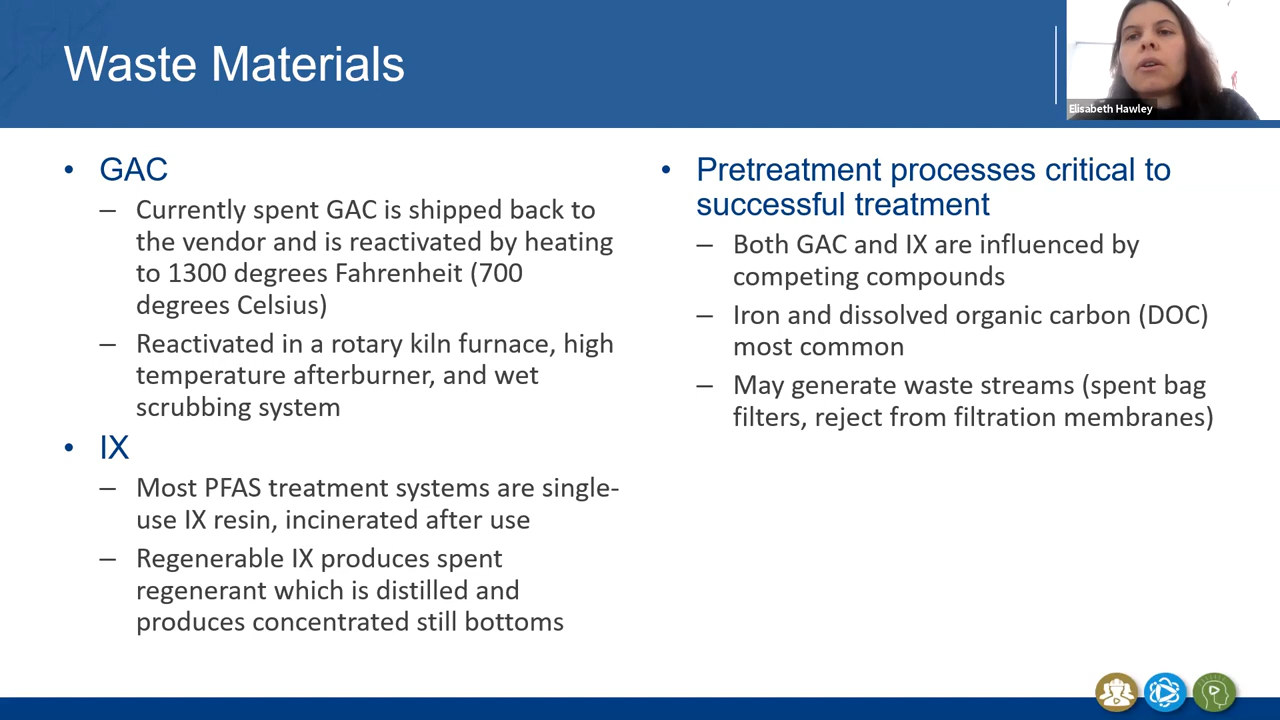 Waste Materials
Elisabeth Hawley
• GAC
– Currently spent GAC is shipped back to
the vendor and is reactivated by heating
to 1300 degrees Fahrenheit (700
degrees Celsius)
– Reactivated in a rotary kiln furnace, high
temperature afterburner, and wet
scrubbing system
• IX
– Most PFAS treatment systems are single-
use IX resin, incinerated after use
– Regenerable IX produces spent
regenerant which is distilled and
produces concentrated still bottoms
• Pretreatment processes critical to
successful treatment
– Both GAC and IX are influenced by
competing compounds
– Iron and dissolved organic carbon (DOC)
most common
– May generate waste streams (spent bag
filters, reject from filtration membranes)